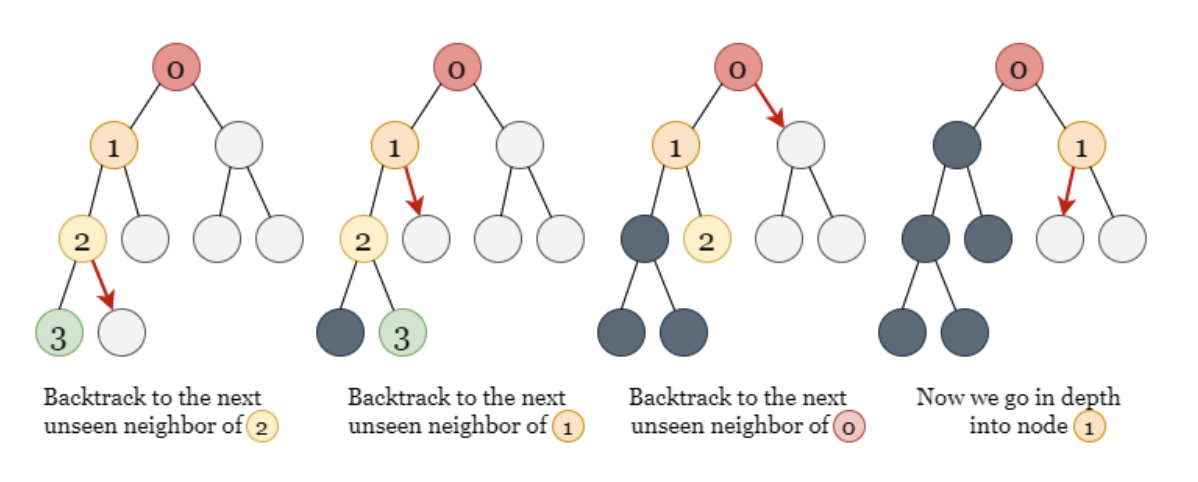 0
1
2
3
Backtrack to the next
unseen neighbor of 2
0
1
2
3
Backtrack to the next
unseen neighbor of 1
0
1
2
Backtrack to the next
unseen neighbor of 0
0
1
Now we go in depth
into node 1